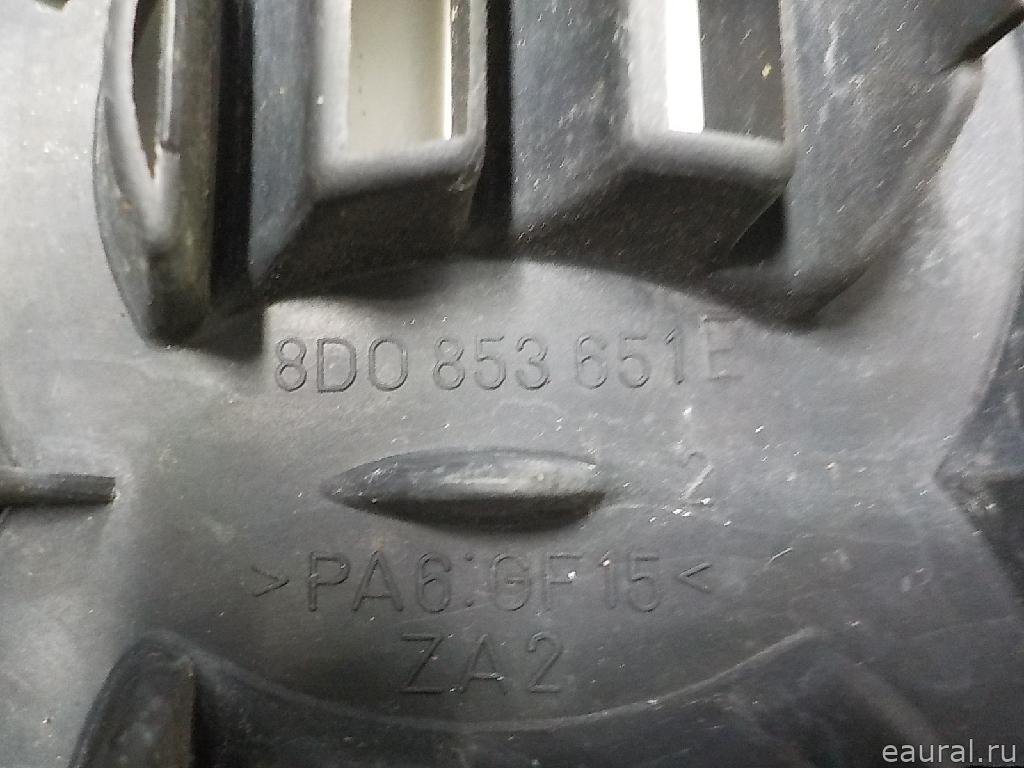 8D0 853 651 E
2
>PA6:GF15<
ZA2
eaural.ru